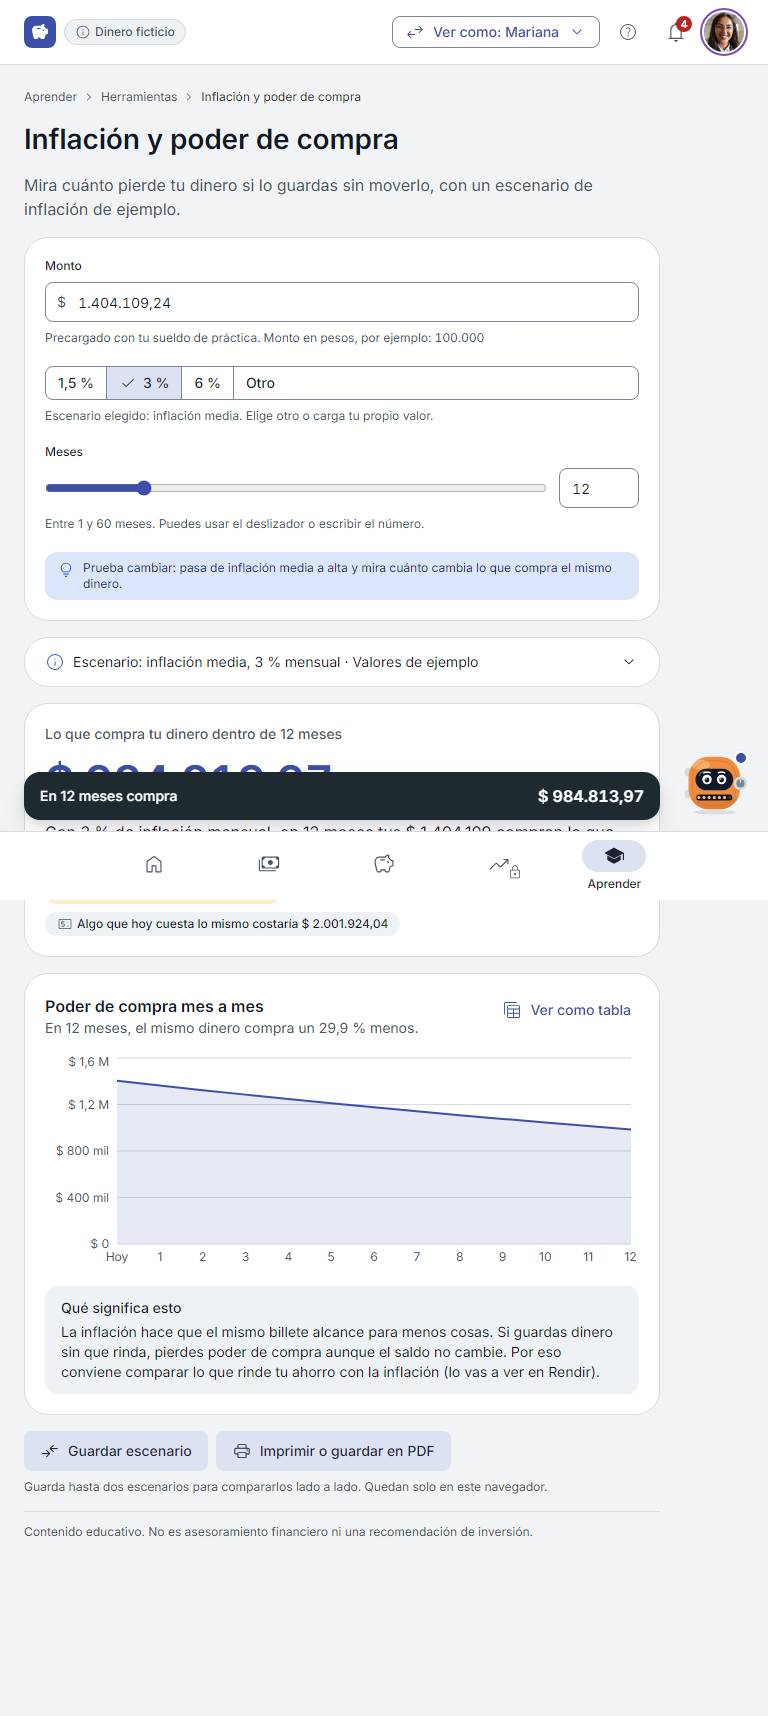 Dinero ficticio
Ver como: Mariana
?
4
Aprender > Herramientas > Inflación y poder de compra
Inflación y poder de compra
Mira cuánto pierde tu dinero si lo guardas sin moverlo, con un escenario de
inflación de ejemplo.
Monto
$ 1.404.109,24
Precargado con tu sueldo de práctica. Monto en pesos, por ejemplo: 100.000
1,5 % 3 % 6 % Otro
Escenario elegido: inflación media. Elige otro o carga tu propio valor.
Meses
12
Entre 1 y 60 meses. Puedes usar el deslizador o escribir el número.
Prueba cambiar: pasa de inflación media a alta y mira cuánto cambia lo que compra el mismo
dinero.
Escenario: inflación media, 3 % mensual · Valores de ejemplo
Lo que compra tu dinero dentro de 12 meses
En 12 meses compra $ 984.813,97
Aprender
Algo que hoy cuesta lo mismo costaría $ 2.001.924,04
Poder de compra mes a mes
Ver como tabla
En 12 meses, el mismo dinero compra un 29,9 % menos.
$ 1,6 M
$ 1,2 M
$ 800 mil
$ 400 mil
$ 0
Hoy 1 2 3 4 5 6 7 8 9 10 11 12
Qué significa esto
La inflación hace que el mismo billete alcance para menos cosas. Si guardas dinero
sin que rinda, pierdes poder de compra aunque el saldo no cambie. Por eso
conviene comparar lo que rinde tu ahorro con la inflación (lo vas a ver en Rendir).
Guardar escenario
Imprimir o guardar en PDF
Guarda hasta dos escenarios para compararlos lado a lado. Quedan solo en este navegador.
Contenido educativo. No es asesoramiento financiero ni una recomendación de inversión.